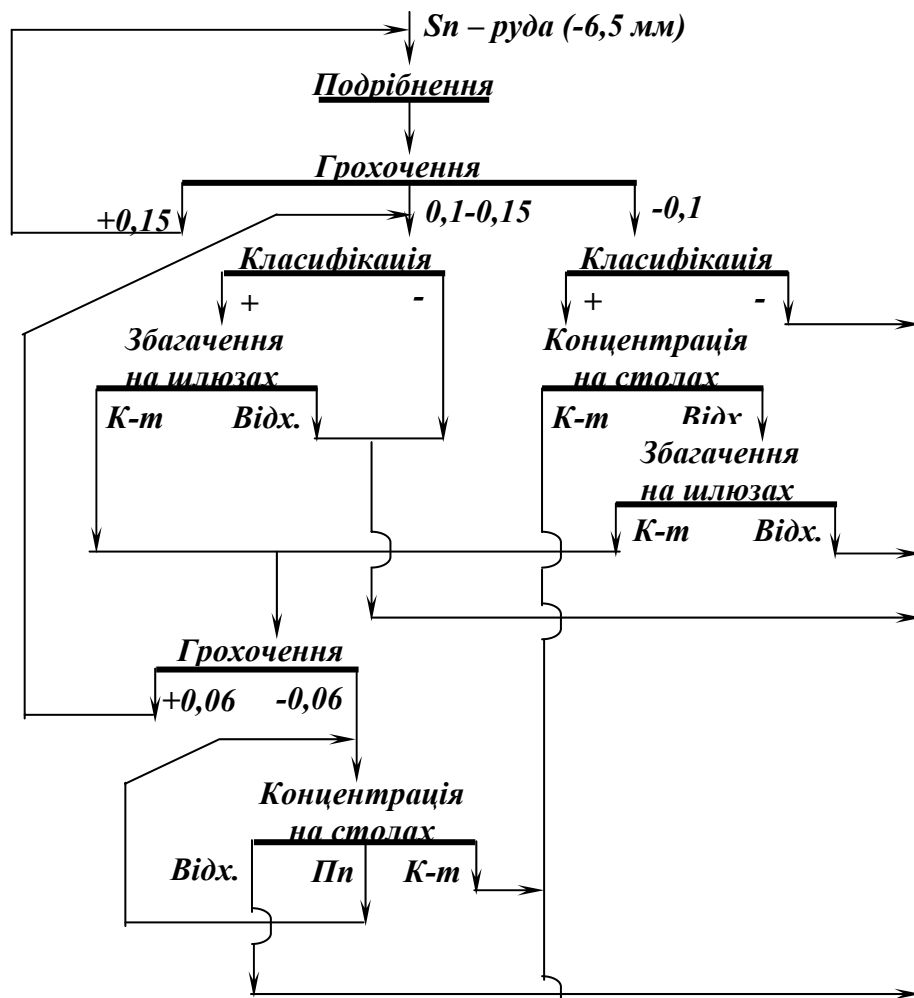 Sn – руда (-6,5 мм)
Подрібнення
Грохочення
+0,15
0,1-0,15
-0,1
Класифікація
Класифікація
+
-
+
-
Збагачення
на шлюзах
Концентрація
на столах
К-т
Відх.
К-т
Відх
Збагачення
на шлюзах
К-т
Відх.
Грохочення
+0,06
-0,06
Концентрація
на столах
Відх.
Пп
К-т